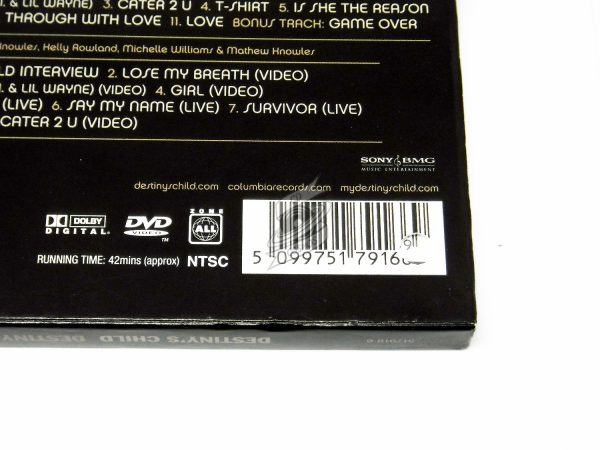 . & LIL WAYNE) 3. CATER 2 U 4. T-SHIRT 5. IS SHE THE REASON
THROUGH WITH LOVE 11. LOVE BONUS TRACK: GAME OVER
Knowles, Kelly Rowland, Michelle Williams & Mathew Knowles
LD INTERVIEW 2. LOSE MY BREATH (VIDEO)
. & LIL WAYNE) (VIDEO) 4. GIRL (VIDEO)
(LIVE) 6. SAY MY NAME (LIVE) 7. SURVIVOR (LIVE)
CATER 2 U (VIDEO)
SONY BMG
MUSIC ENTERTAINMENT
destinyschild.com columbiarecords.com mydestinyschild.com
DOLBY
DIGITAL
DVD
TM
ZONE
ALL
RUNNING TIME: 42mins (approx) NTSC
9
5 099751 7916
DESTINY'S CHILD DESTINY